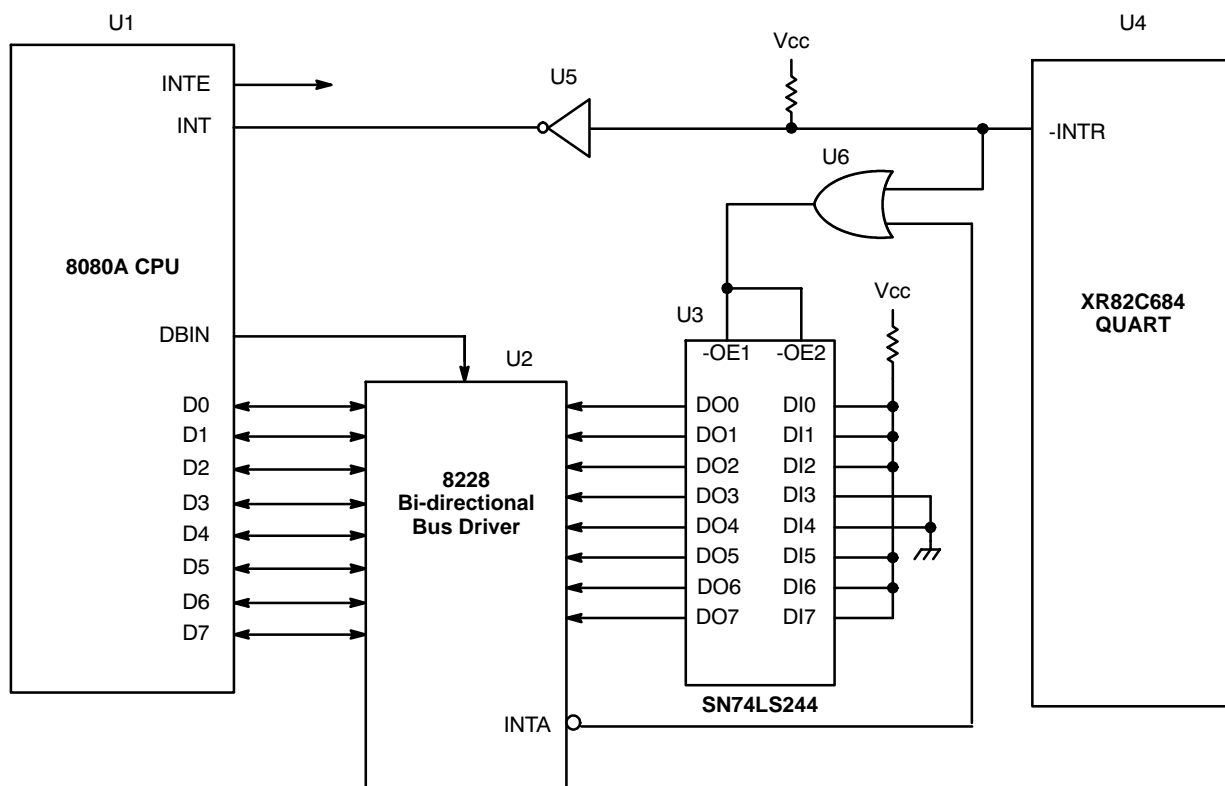 U1
U4
Vcc
U5
INTE
INT
-INTR
U6
8080A CPU
Vcc
XR82C684
QUART
U3
DBIN
U2
-OE1 -OE2
D0
D1
D2
D3
D4
D5
D6
D7
8228
Bi-directional
Bus Driver
DO0 DI0
DO1 DI1
DO2 DI2
DO3 DI3
DO4 DI4
DO5 DI5
DO6 DI6
DO7 DI7
SN74LS244
INTA